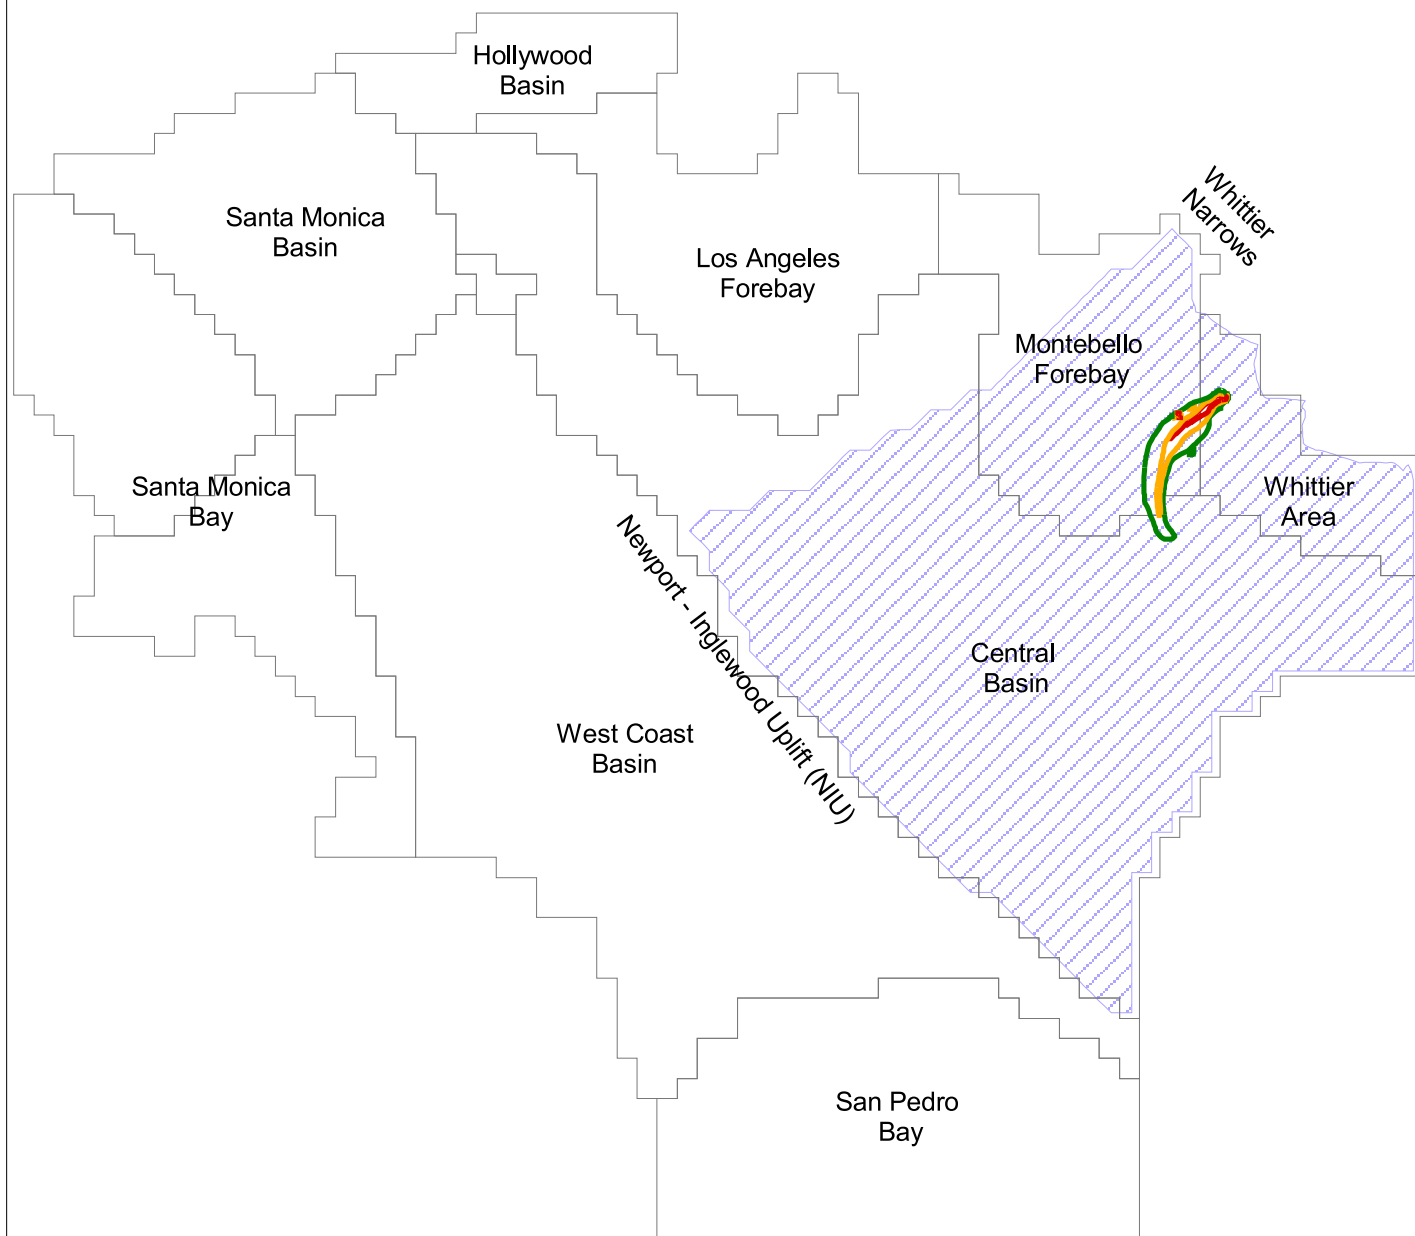 Hollywood
Basin
Whittier
Narrows
Santa Monica
Basin
Los Angeles
Forebay
Montebello
Forebay
Santa Monica
Bay
Whittier
Area
Newport - Inglewood Uplift (NIU)
Central
Basin
West Coast
Basin
San Pedro
Bay